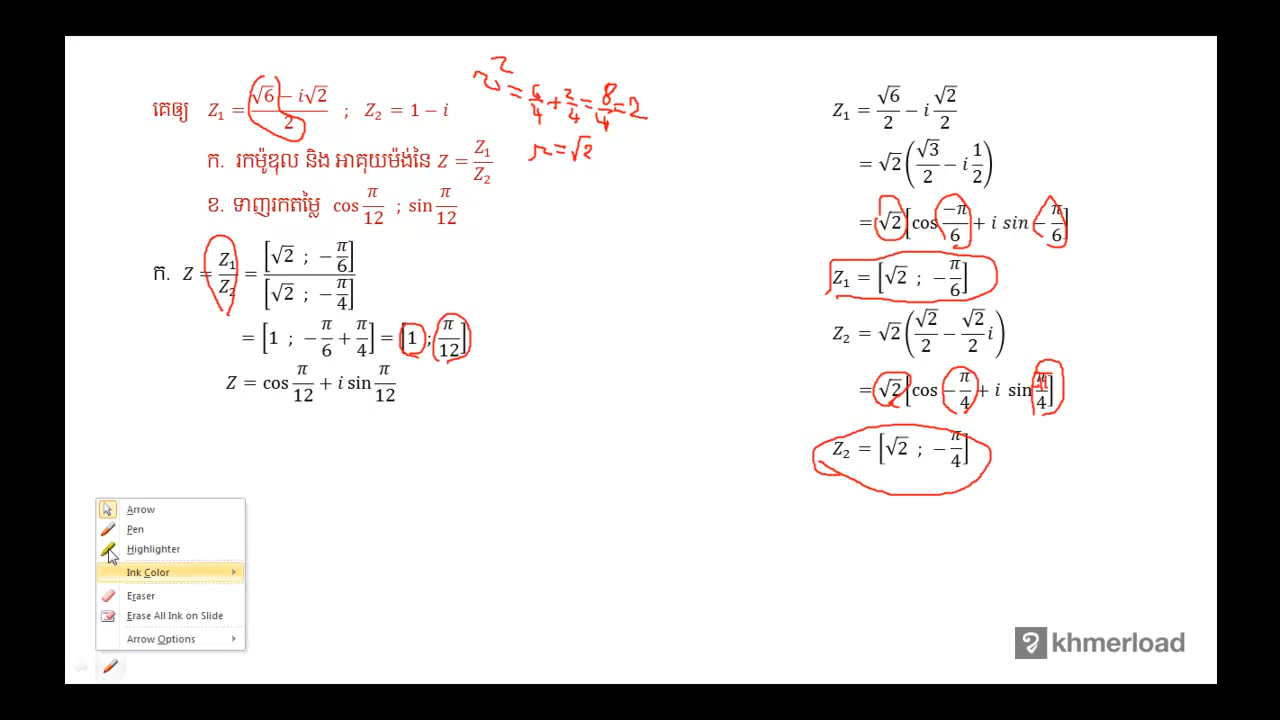 គេឲ្យ Z₁ = (√6 − i√2)/2 ; Z₂ = 1 − i
ក. រកម៉ូឌុល និង អាគុយម៉ង់នៃ Z = Z₁/Z₂
ខ. ទាញរកតម្លៃ cos π/12 ; sin π/12
r² = 6/4 + 2/4 = 8/4 = 2
r = √2
ក. Z = Z₁/Z₂ = [√2 ; −π/6]/[√2 ; −π/4]
= [1 ; −π/6 + π/4] = [1 ; π/12]
Z = cos π/12 + i sin π/12
Z₁ = √6/2 − i √2/2
= √2(√3/2 − i 1/2)
= √2[cos −π/6 + i sin − π/6]
Z₁ = [√2 ; −π/6]
Z₂ = √2(√2/2 − √2/2 i)
= √2[cos − π/4 + i sin −π/4]
Z₂ = [√2 ; −π/4]
Arrow
Pen
Highlighter
Ink Color
Eraser
Erase All Ink on Slide
Arrow Options
khmerload